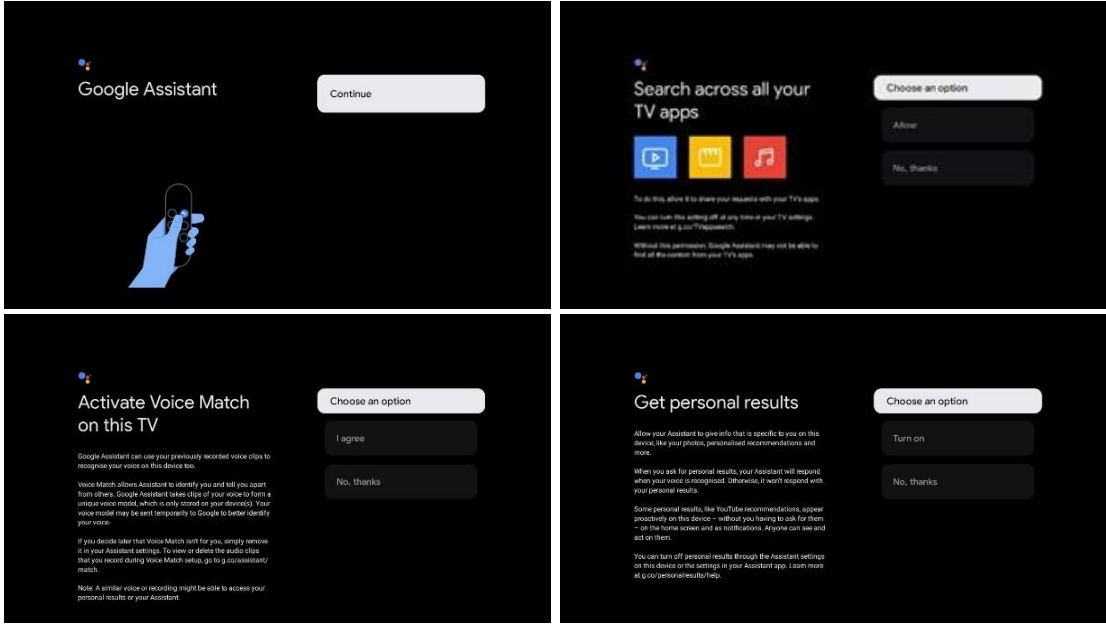 Google Assistant
Continue
Search across all your
TV apps
To do this, allow it to share your requests with your TV's apps
You can turn this setting off at any time in your TV settings.
Learn more at g.co/TVappsearch.
Without this permission, Google Assistant may not be able to
find all the content from your TV's apps.
Choose an option
Allow
No, thanks
Activate Voice Match
on this TV
Google Assistant can use your previously recorded voice clips to
recognise your voice on this device too.
Voice Match allows Assistant to identify you and tell you apart
from others. Google Assistant takes clips of your voice to form a
unique voice model, which is only stored on your device(s). Your
voice model may be sent temporarily to Google to better identify
your voice.
If you decide later that Voice Match isn't for you, simply remove
it in your Assistant settings. To view or delete the audio clips
that you record during Voice Match setup, go to g.co/assistant/
match.
Note: A similar voice or recording might be able to access your
personal results or your Assistant.
Choose an option
I agree
No, thanks
Get personal results
Allow your Assistant to give info that is specific to you on this
device, like your photos, personalised recommendations and
more.
When you ask for personal results, your Assistant will respond
when your voice is recognised. Otherwise, it won't respond with
your personal results.
Some personal results, like YouTube recommendations, appear
proactively on this device – without you having to ask for them
– on the home screen and as notifications. Anyone can see and
act on them.
You can turn off personal results through the Assistant settings
on this device or the settings in your Assistant app. Learn more
at g.co/personalresults/help.
Choose an option
Turn on
No, thanks